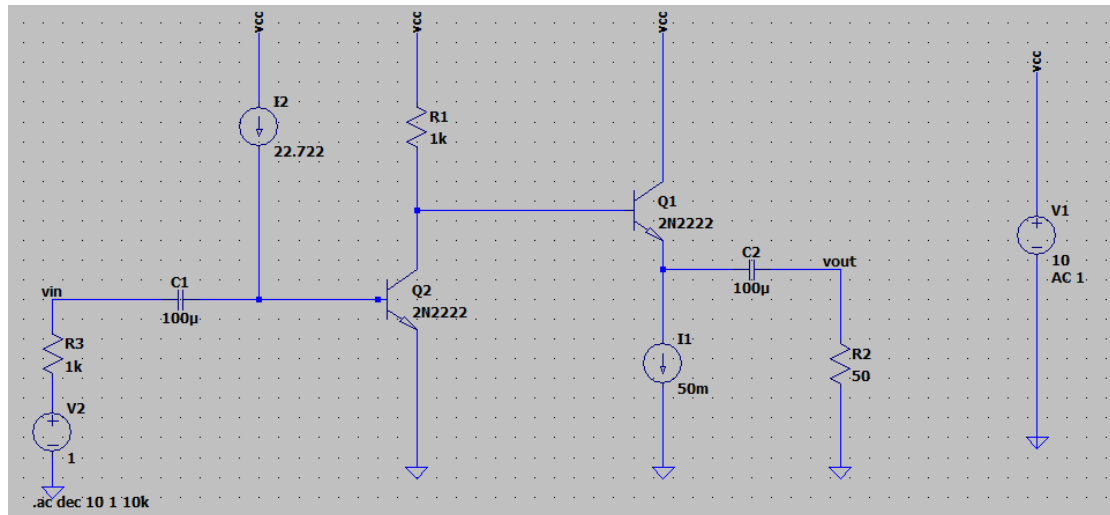 vcc
vcc
vcc
vcc
I2
22.722
R1
1k
Q1
2N2222
V1
10
AC 1
C2
100µ
vout
vin
C1
100µ
Q2
2N2222
R3
1k
I1
50m
R2
50
V2
1
.ac dec 10 1 10k